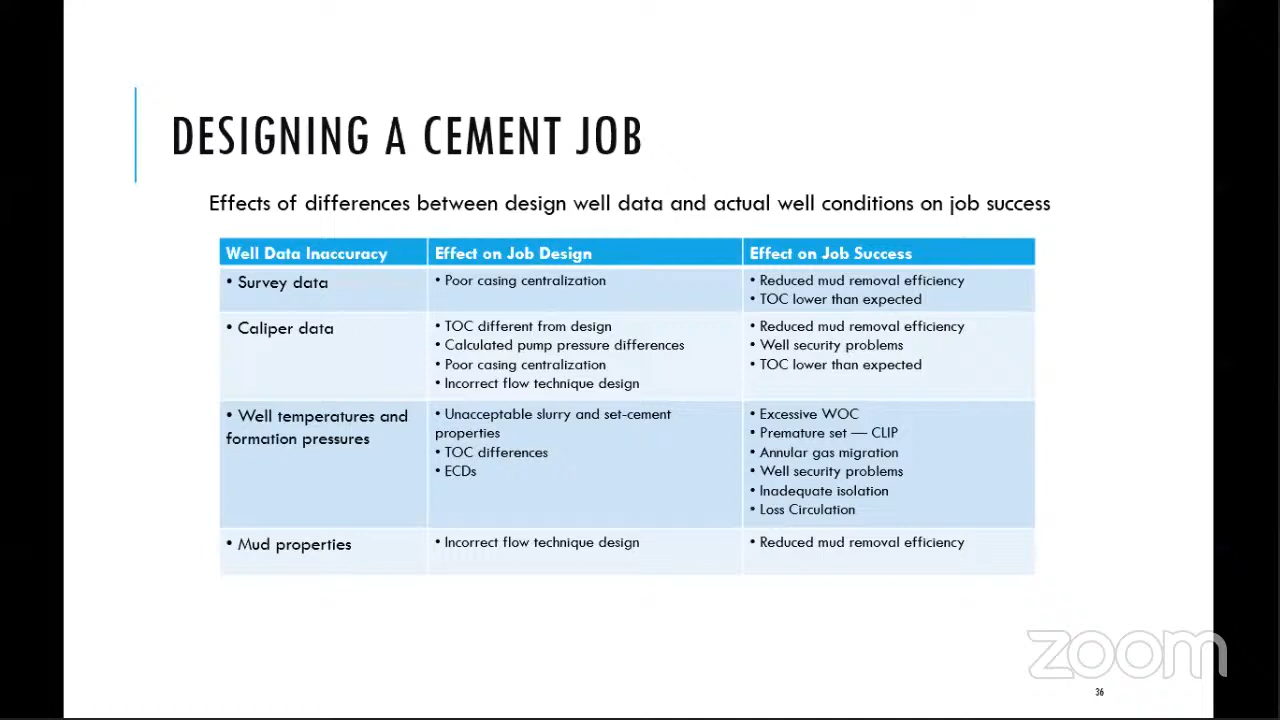 DESIGNING A CEMENT JOB
Effects of differences between design well data and actual well conditions on job success
Well Data Inaccuracy
Effect on Job Design
Effect on Job Success
• Survey data
• Poor casing centralization
• Reduced mud removal efficiency
• TOC lower than expected
• Caliper data
• TOC different from design
• Calculated pump pressure differences
• Poor casing centralization
• Incorrect flow technique design
• Reduced mud removal efficiency
• Well security problems
• TOC lower than expected
• Well temperatures and
formation pressures
• Unacceptable slurry and set-cement
properties
• TOC differences
• ECDs
• Excessive WOC
• Premature set — CLIP
• Annular gas migration
• Well security problems
• Inadequate isolation
• Loss Circulation
• Mud properties
• Incorrect flow technique design
• Reduced mud removal efficiency
zoom
36